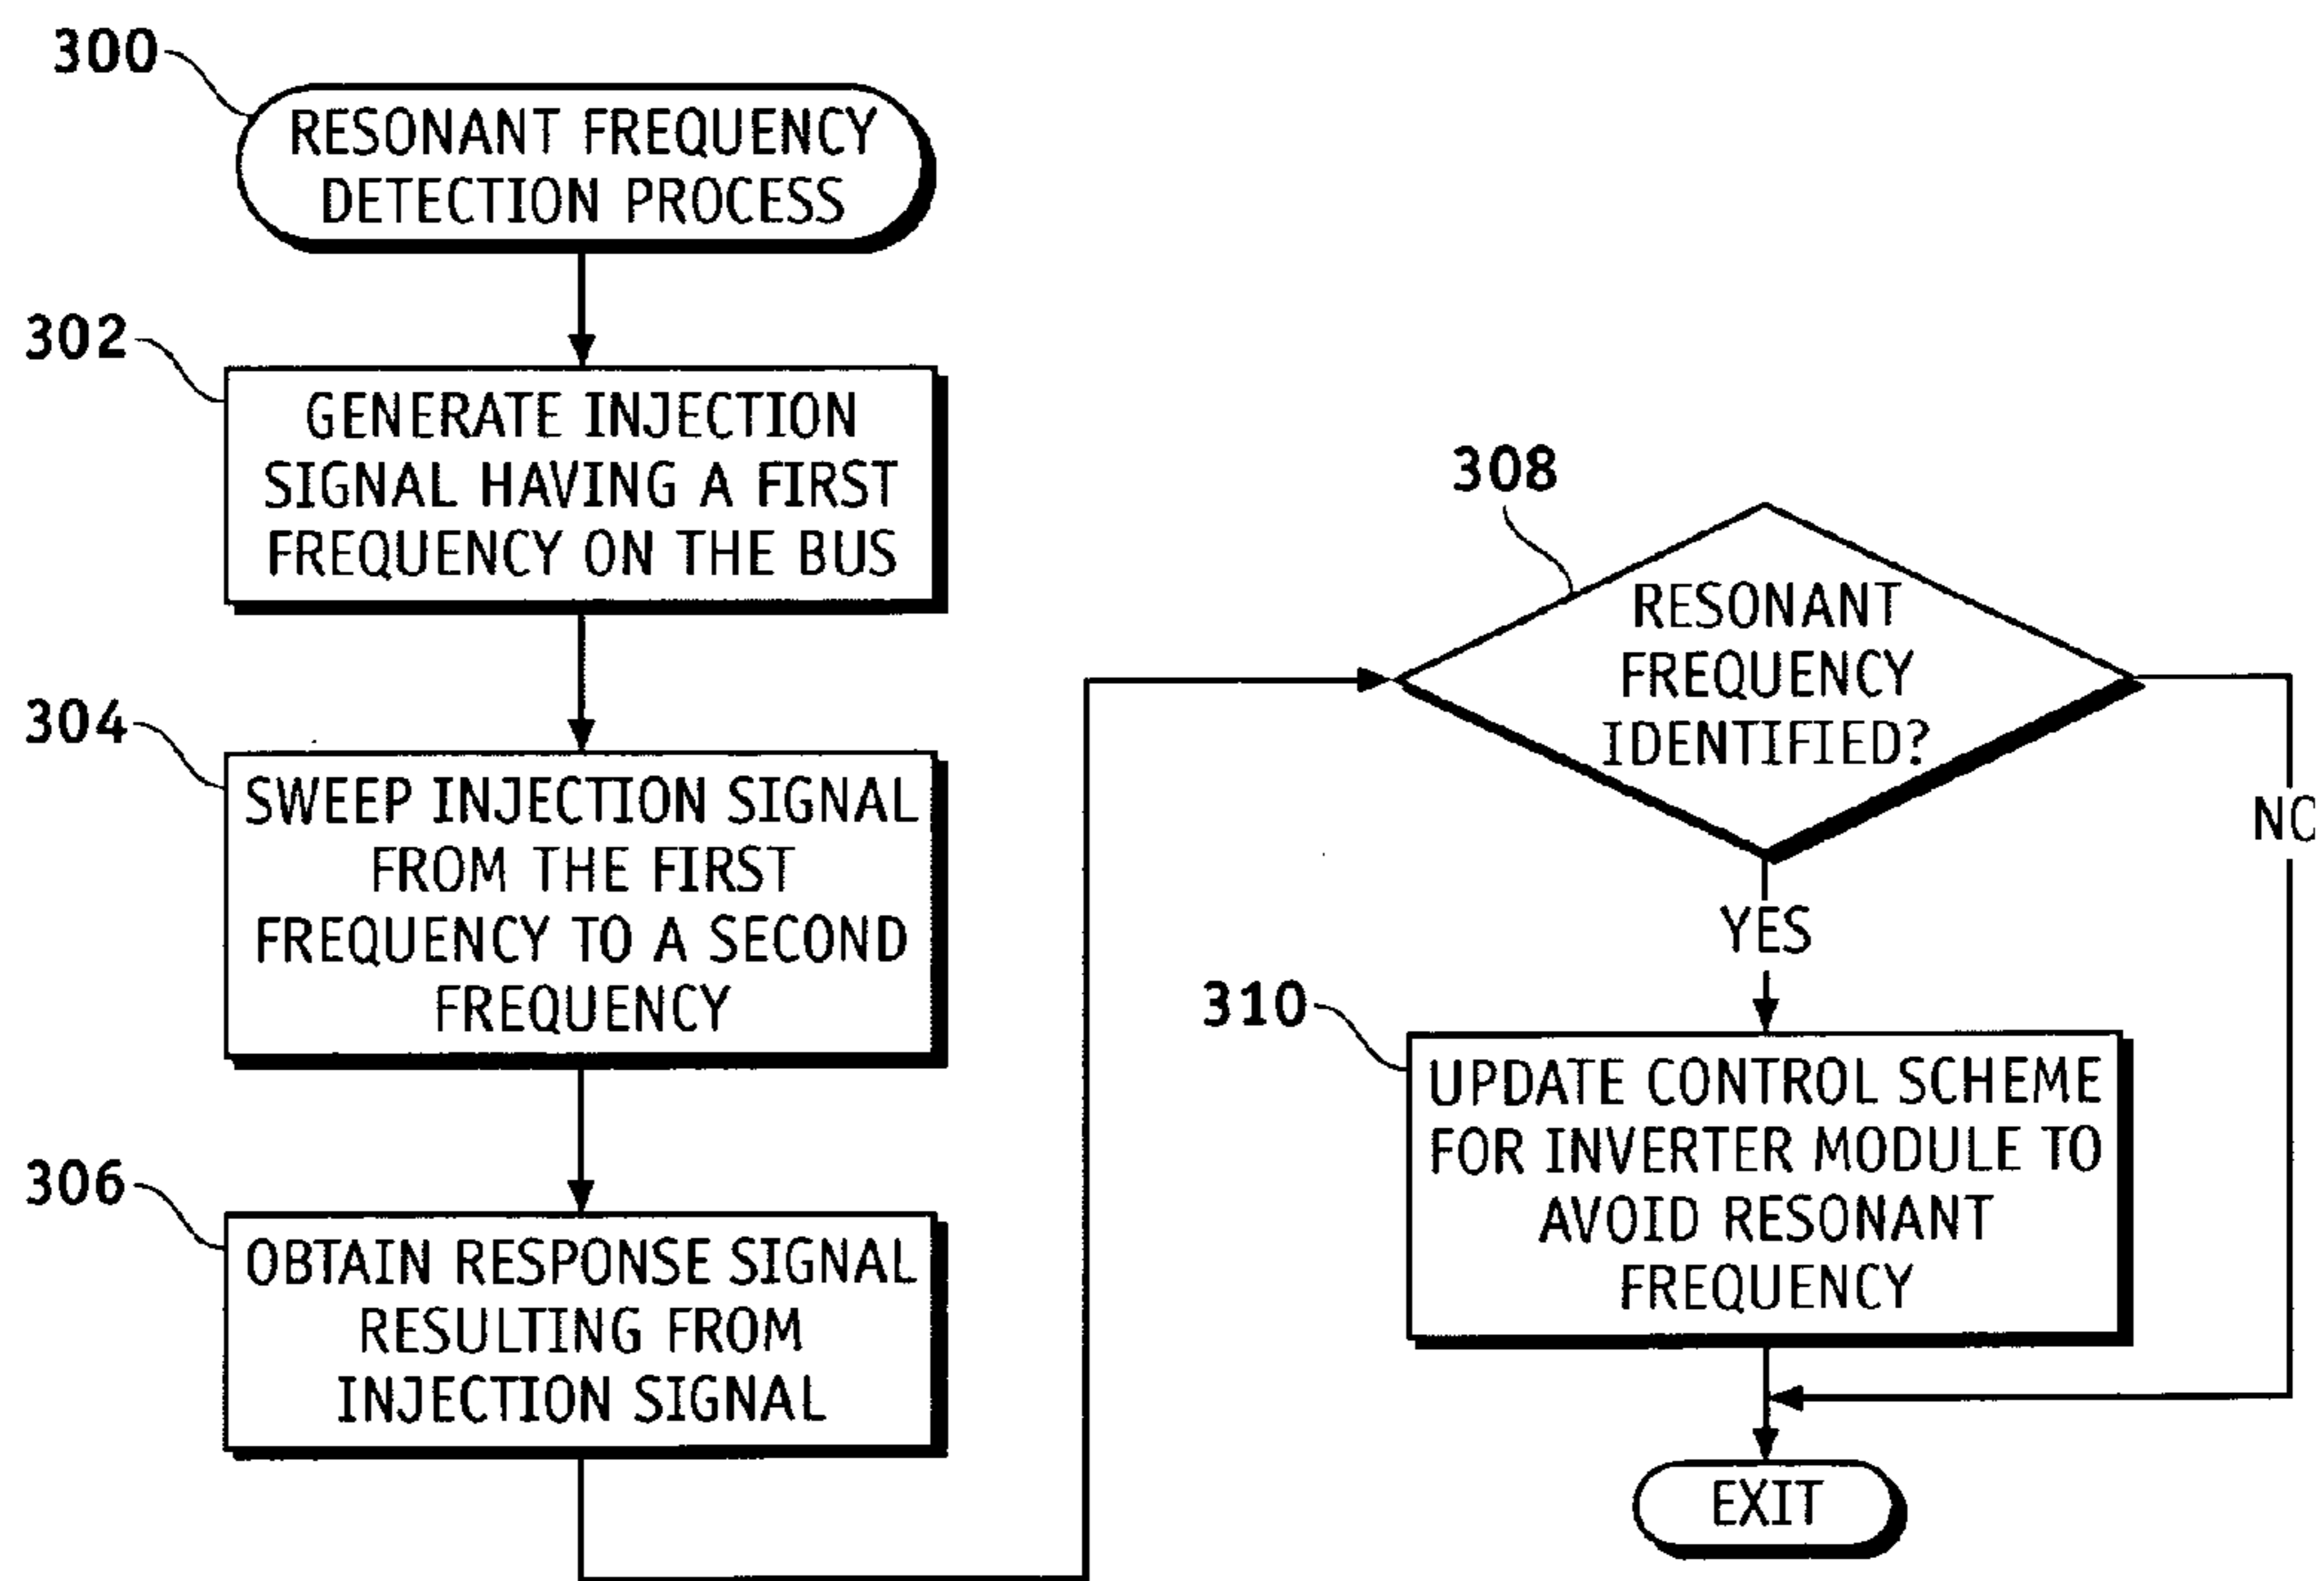 300
RESONANT FREQUENCY
DETECTION PROCESS
302
GENERATE INJECTION
SIGNAL HAVING A FIRST
FREQUENCY ON THE BUS
304
SWEEP INJECTION SIGNAL
FROM THE FIRST
FREQUENCY TO A SECOND
FREQUENCY
306
OBTAIN RESPONSE SIGNAL
RESULTING FROM
INJECTION SIGNAL
308
RESONANT
FREQUENCY
IDENTIFIED?
NO
YES
310
UPDATE CONTROL SCHEME
FOR INVERTER MODULE TO
AVOID RESONANT
FREQUENCY
EXIT